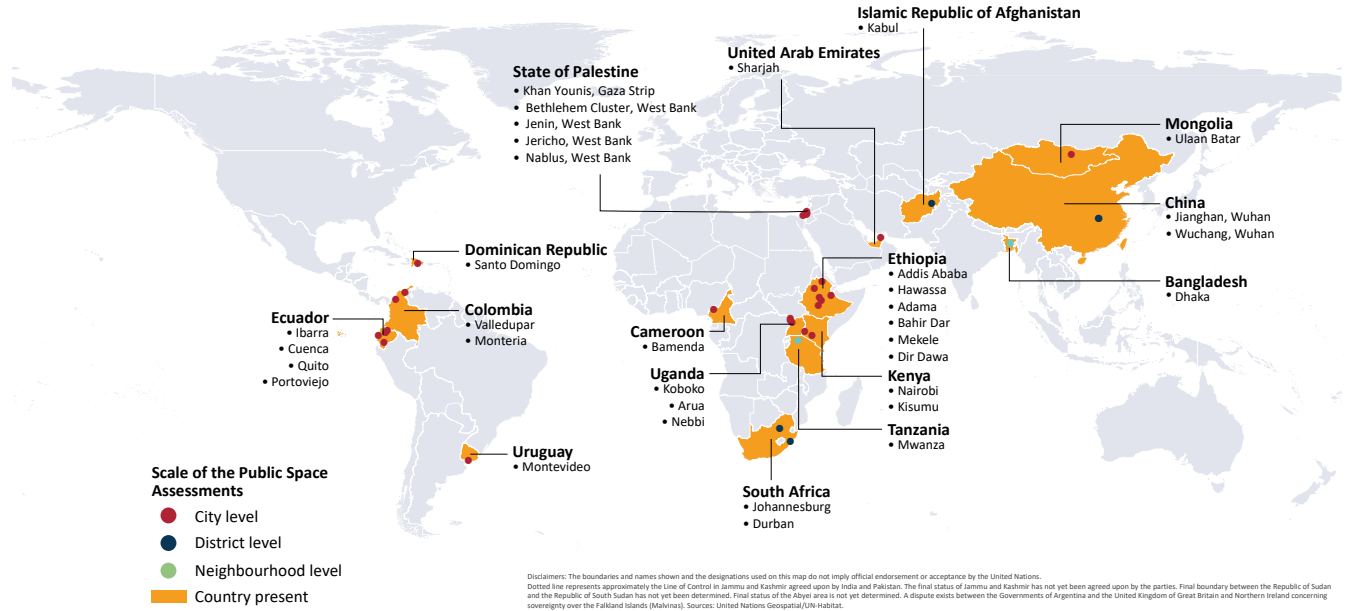 Islamic Republic of Afghanistan
• Kabul
United Arab Emirates
• Sharjah
State of Palestine
• Khan Younis, Gaza Strip
• Bethlehem Cluster, West Bank
• Jenin, West Bank
• Jericho, West Bank
• Nablus, West Bank
Mongolia
• Ulaan Batar
China
• Jianghan, Wuhan
• Wuchang, Wuhan
Bangladesh
• Dhaka
Dominican Republic
• Santo Domingo
Colombia
• Valledupar
• Monteria
Ecuador
• Ibarra
• Cuenca
• Quito
• Portoviejo
Uruguay
• Montevideo
Cameroon
• Bamenda
Uganda
• Koboko
• Arua
• Nebbi
Ethiopia
• Addis Ababa
• Hawassa
• Adama
• Bahir Dar
• Mekele
• Dir Dawa
Kenya
• Nairobi
• Kisumu
Tanzania
• Mwanza
South Africa
• Johannesburg
• Durban
Scale of the Public Space
Assessments
City level
District level
Neighbourhood level
Country present
Disclaimers: The boundaries and names shown and the designations used on this map do not imply official endorsement or acceptance by the United Nations.
Dotted line represents approximately the Line of Control in Jammu and Kashmir agreed upon by India and Pakistan. The final status of Jammu and Kashmir has not yet been agreed upon by the parties. Final boundary between the Republic of Sudan
and the Republic of South Sudan has not yet been determined. Final status of the Abyei area is not yet determined. A dispute exists between the Governments of Argentina and the United Kingdom of Great Britain and Northern Ireland concerning
sovereignty over the Falkland Islands (Malvinas). Sources: United Nations Geospatial/UN-Habitat.